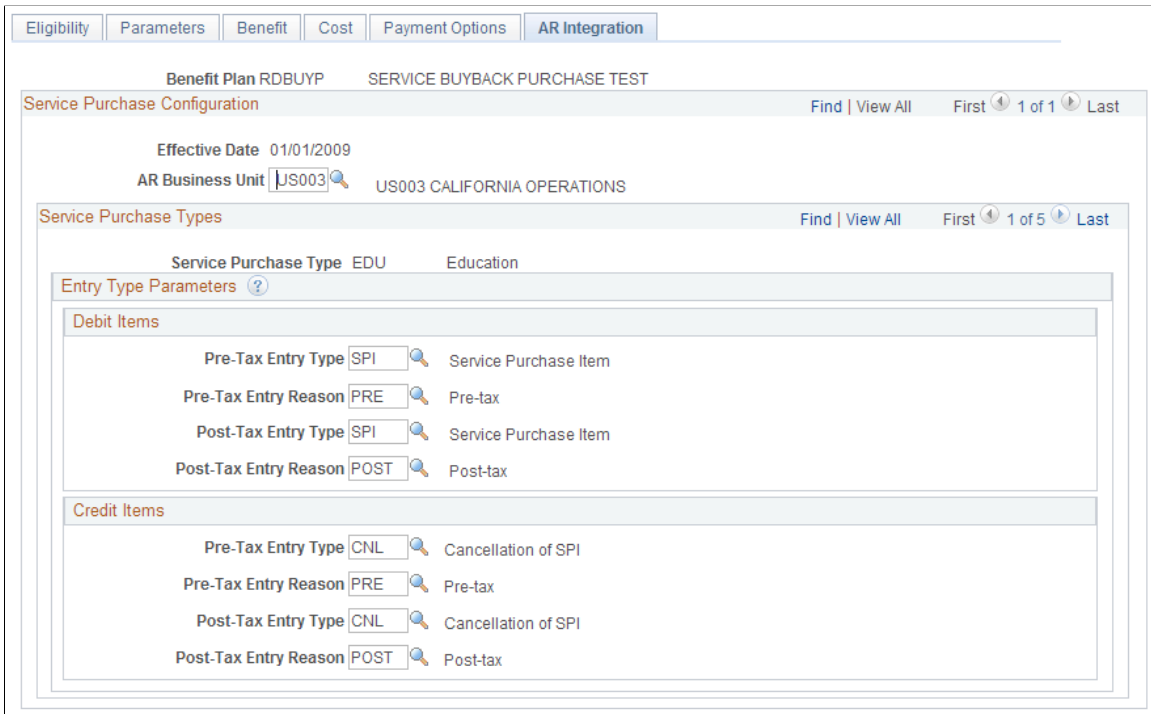 Eligibility Parameters Benefit Cost Payment Options AR Integration
Benefit Plan RDBUYP SERVICE BUYBACK PURCHASE TEST
Service Purchase Configuration Find | View All First 1 of 1 Last
Effective Date 01/01/2009
AR Business Unit US003 US003 CALIFORNIA OPERATIONS
Service Purchase Types Find | View All First 1 of 5 Last
Service Purchase Type EDU Education
Entry Type Parameters ?
Debit Items
Pre-Tax Entry Type SPI Service Purchase Item
Pre-Tax Entry Reason PRE Pre-tax
Post-Tax Entry Type SPI Service Purchase Item
Post-Tax Entry Reason POST Post-tax
Credit Items
Pre-Tax Entry Type CNL Cancellation of SPI
Pre-Tax Entry Reason PRE Pre-tax
Post-Tax Entry Type CNL Cancellation of SPI
Post-Tax Entry Reason POST Post-tax